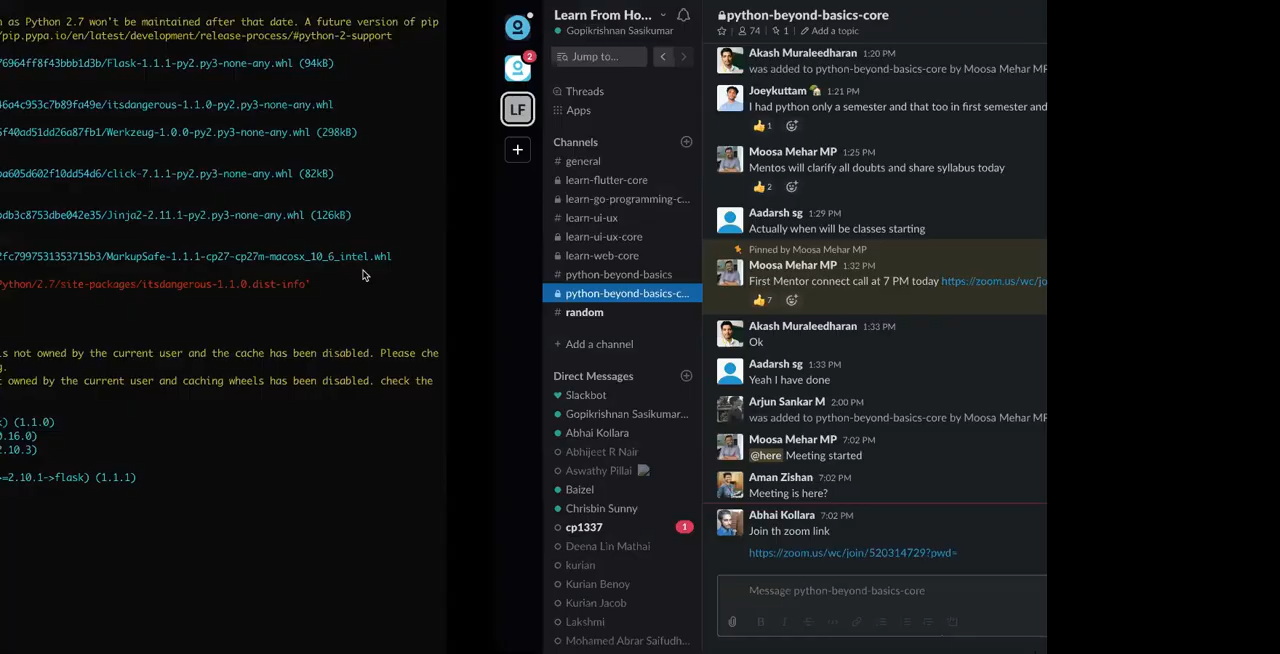 n as Python 2.7 won't be maintained after that date. A future version of pip
/pip.pypa.io/en/latest/development/release-process/#python-2-support
76964ff8f43bbb1d3b/Flask-1.1.1-py2.py3-none-any.whl (94kB)
46a4c953c7b89fa49e/itsdangerous-1.1.0-py2.py3-none-any.whl
5f40ad51dd26a87fb1/Werkzeug-1.0.0-py2.py3-none-any.whl (298kB)
ba605d602f10dd54d6/click-7.1.1-py2.py3-none-any.whl (82kB)
bdb3c8753dbe042e35/Jinja2-2.11.1-py2.py3-none-any.whl (126kB)
2fc7997531353715b3/MarkupSafe-1.1.1-cp27-cp27m-macosx_10_6_intel.whl
Python/2.7/site-packages/itsdangerous-1.1.0.dist-info'
is not owned by the current user and the cache has been disabled. Please che
g.
t owned by the current user and caching wheels has been disabled. check the
k) (1.1.0)
0.16.0)
2.10.3)
>=2.10.1->flask) (1.1.1)
2
LF
+
Learn From Ho...
Gopikrishnan Sasikumar
Jump to...
Threads
Apps
Channels
# general
learn-flutter-core
learn-go-programming-c...
# learn-ui-ux
learn-ui-ux-core
learn-web-core
# python-beyond-basics
python-beyond-basics-c...
# random
+ Add a channel
Direct Messages
Slackbot
Gopikrishnan Sasikumar...
Abhai Kollara
Abhijeet R Nair
Aswathy Pillai
Baizel
Chrisbin Sunny
cp1337 1
Deena Lin Mathai
kurian
Kurian Benoy
Kurian Jacob
Lakshmi
Mohamed Abrar Saifudh...
python-beyond-basics-core
74 1 Add a topic
Akash Muraleedharan 1:20 PM
was added to python-beyond-basics-core by Moosa Mehar MP
Joeykuttam 1:21 PM
I had python only a semester and that too in first semester and
1
Moosa Mehar MP 1:25 PM
Mentos will clarify all doubts and share syllabus today
2
Aadarsh sg 1:29 PM
Actually when will be classes starting
Pinned by Moosa Mehar MP
Moosa Mehar MP 1:32 PM
First Mentor connect call at 7 PM today https://zoom.us/wc/jo
7
Akash Muraleedharan 1:33 PM
Ok
Aadarsh sg 1:33 PM
Yeah I have done
Arjun Sankar M 2:00 PM
was added to python-beyond-basics-core by Moosa Mehar MP
Moosa Mehar MP 7:02 PM
@here Meeting started
Aman Zishan 7:02 PM
Meeting is here?
Abhai Kollara 7:02 PM
Join th zoom link
https://zoom.us/wc/join/520314729?pwd=
Message python-beyond-basics-core